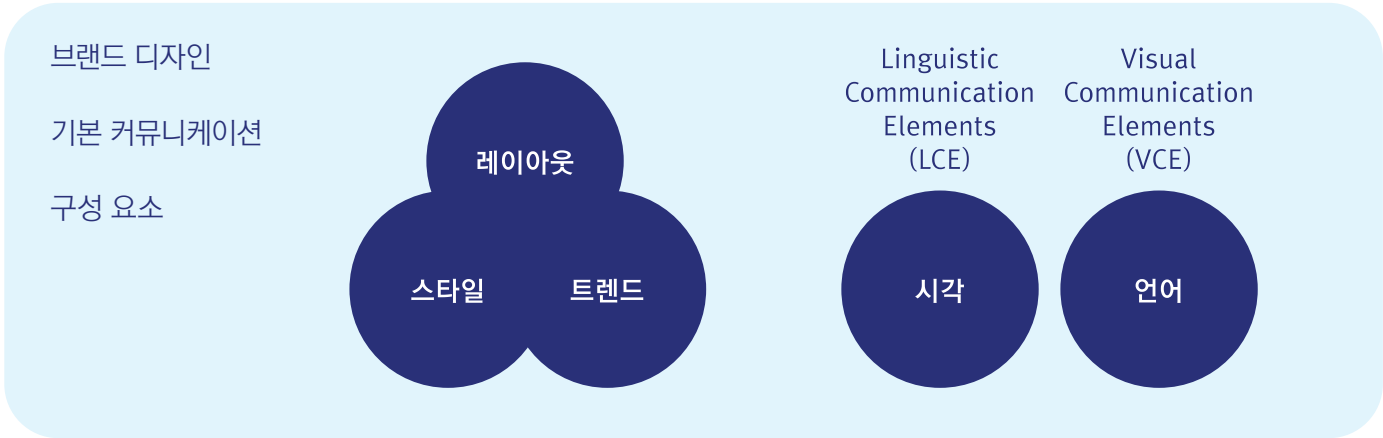 브랜드 디자인
기본 커뮤니케이션
구성 요소
레이아웃
스타일
트렌드
Linguistic
Communication
Elements
(LCE)
시각
Visual
Communication
Elements
(VCE)
언어